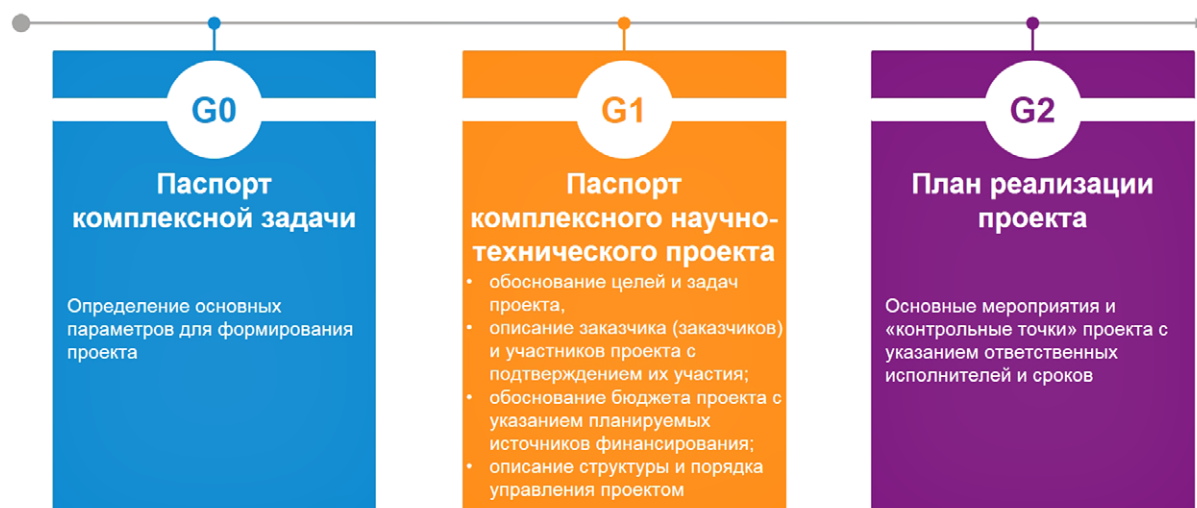 G0
Паспорт
комплексной задачи
Определение основных
параметров для формирования
проекта
G1
Паспорт
комплексного научно-
технического проекта
• обоснование целей и задач
проекта,
• описание заказчика (заказчиков)
и участников проекта с
подтверждением их участия;
• обоснование бюджета проекта с
указанием планируемых
источников финансирования;
• описание структуры и порядка
управления проектом
G2
План реализации
проекта
Основные мероприятия и
«контрольные точки» проекта с
указанием ответственных
исполнителей и сроков